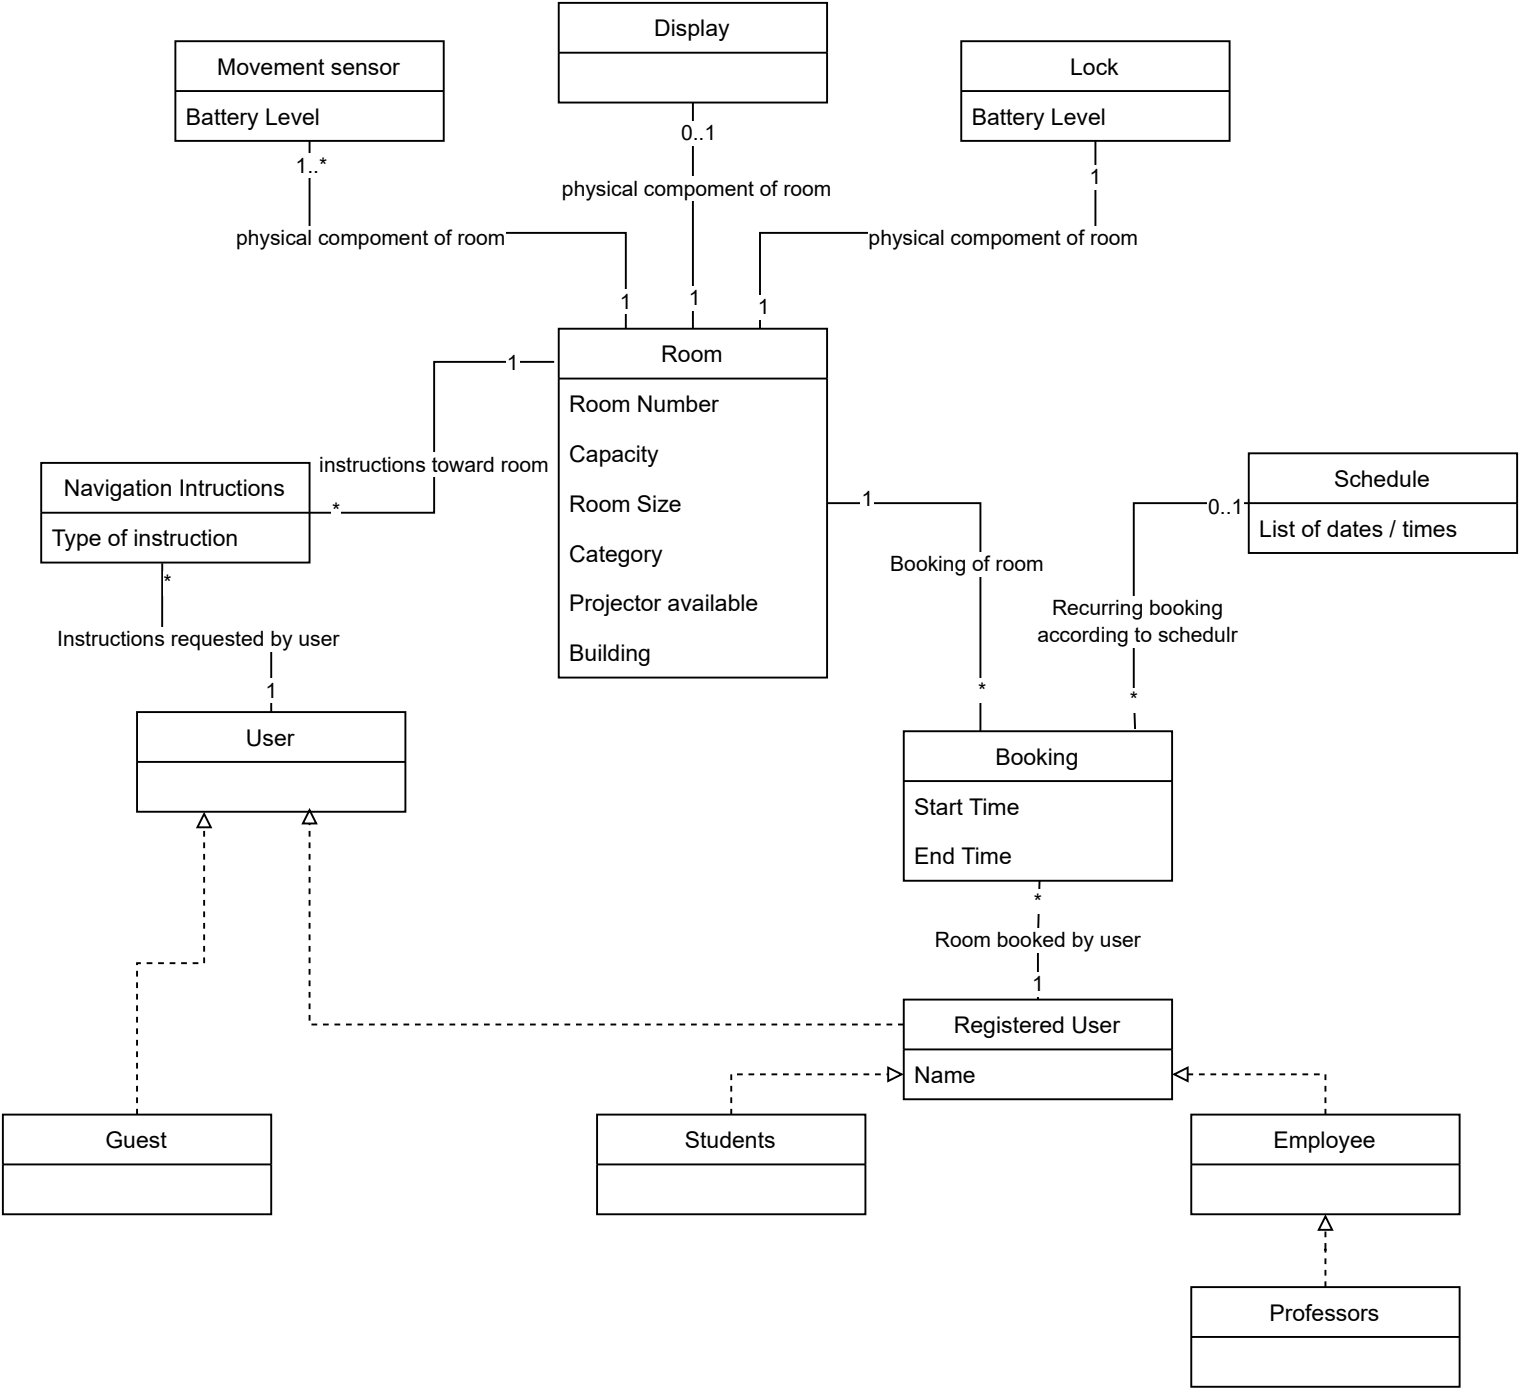 Display
Movement sensor
Lock
Battery Level
Battery Level
0..1
1..*
1
physical compoment of room
physical compoment of room
physical compoment of room
1
1
1
Room
1
Room Number
Capacity
Room Size
Category
Projector available
Building
instructions toward room
Navigation Intructions
*
Type of instruction
*
Instructions requested by user
1
User
1
Booking of room
*
Schedule
0..1
List of dates / times
Recurring booking
according to schedulr
*
Booking
Start Time
End Time
*
Room booked by user
1
Registered User
Name
Guest
Students
Employee
Professors